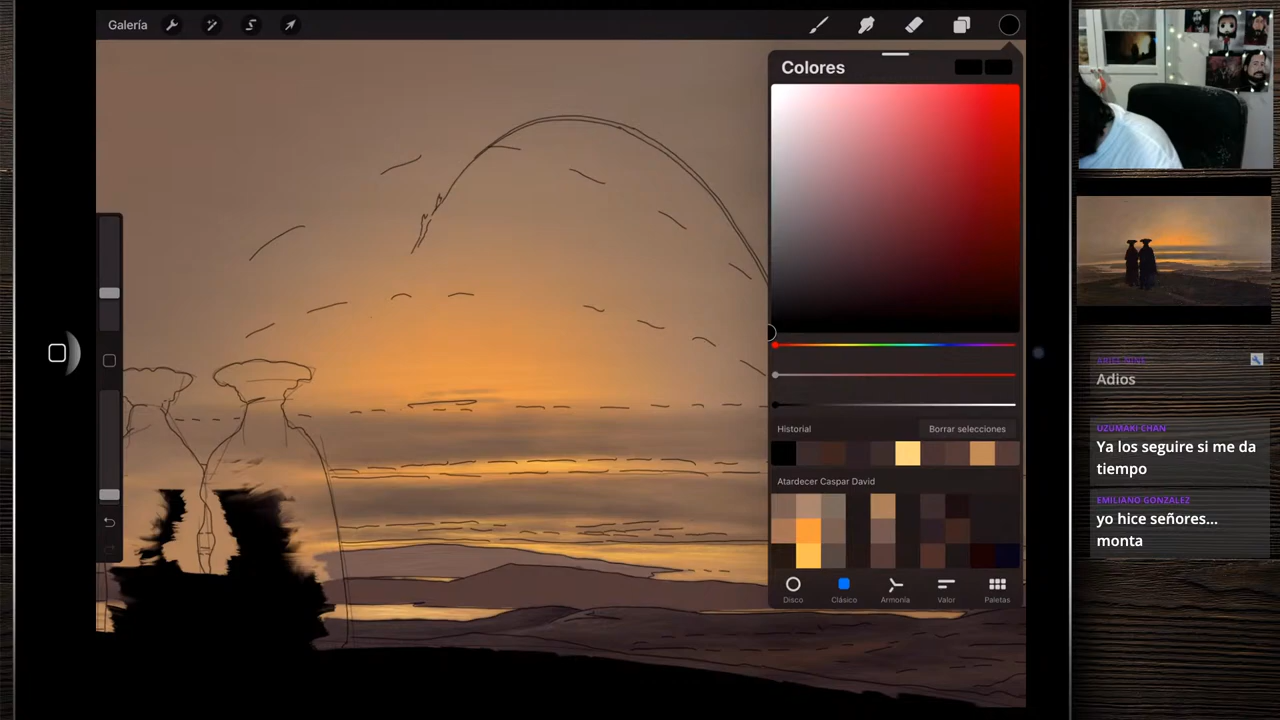 Galería
Colores
Historial
Borrar selecciones
Atardecer Caspar David
Disco
Clásico
Armonía
Valor
Paletas
Adios
UZUMAKI CHAN
Ya los seguire si me da
tiempo
EMILIANO GONZALEZ
yo hice señores...
monta